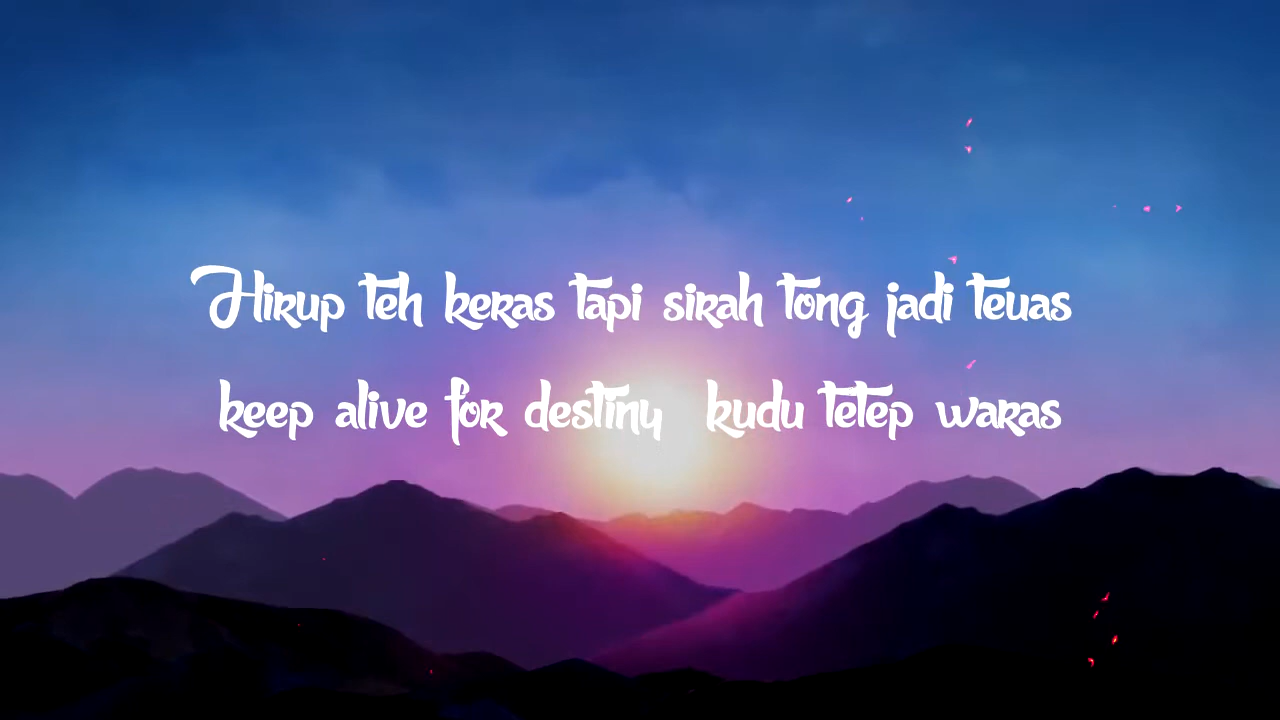 Hirup teh keras tapi sirah tong jadi teuas
keep alive for destiny kudu tetep waras